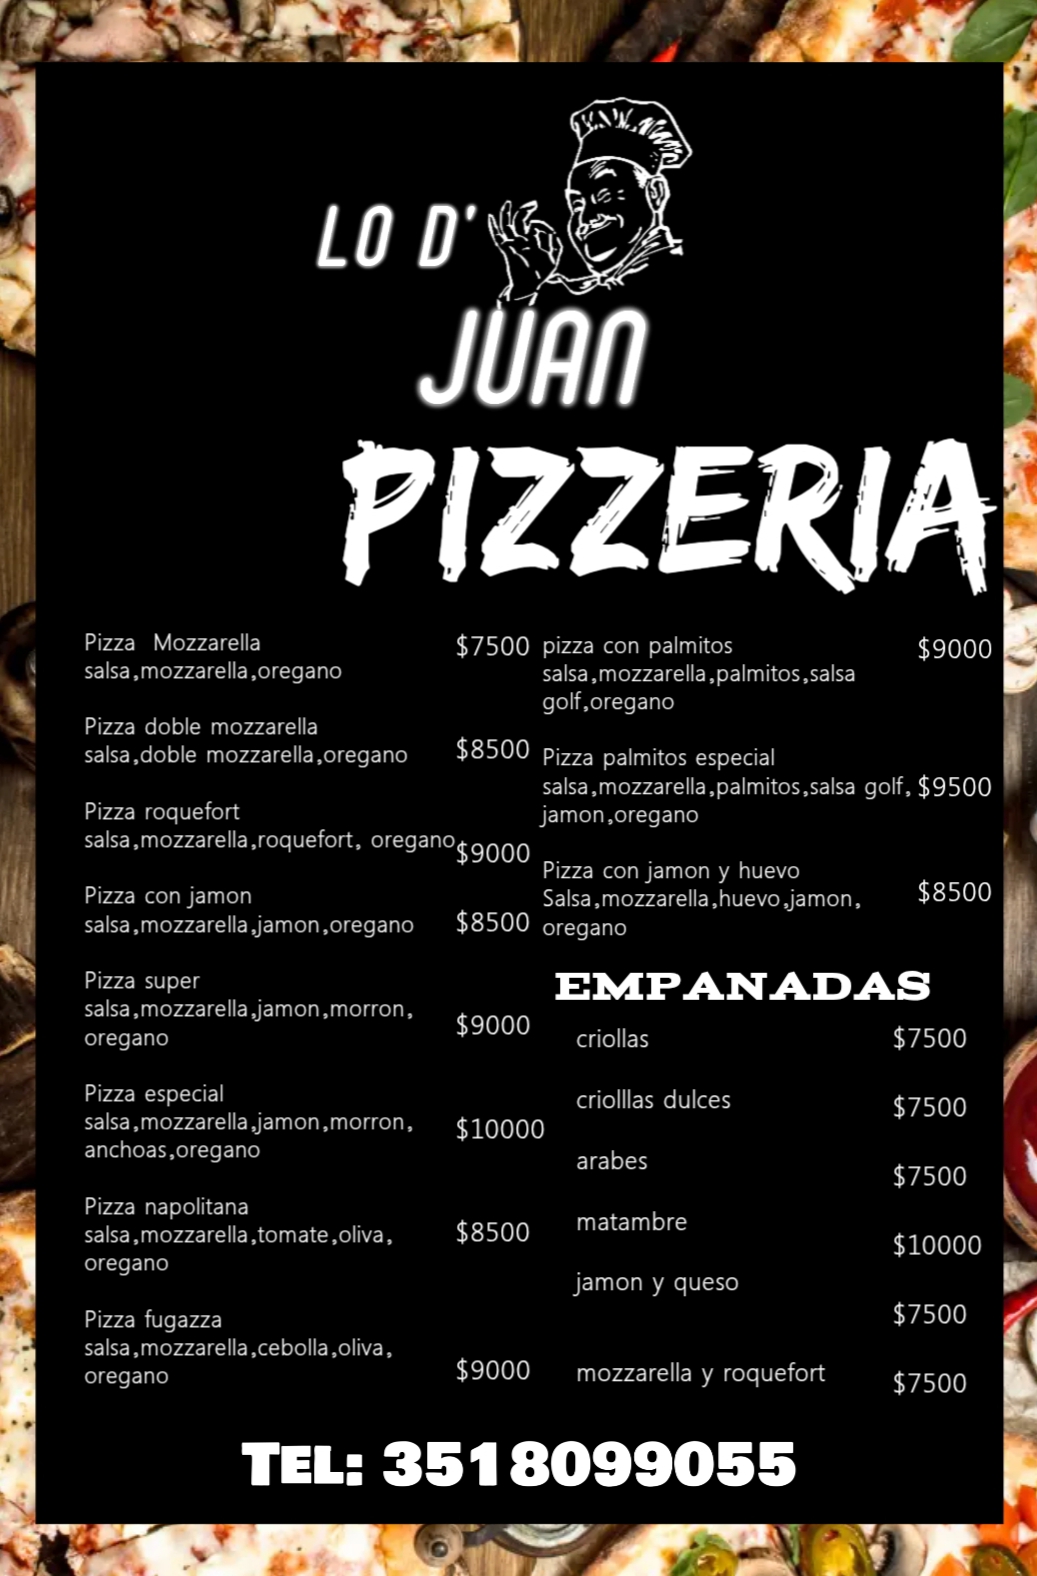 LO D'
JUAN
PIZZERIA
Pizza Mozzarella $7500
salsa,mozzarella,oregano
Pizza doble mozzarella
salsa,doble mozzarella,oregano $8500
Pizza roquefort
salsa,mozzarella,roquefort, oregano $9000
Pizza con jamon
salsa,mozzarella,jamon,oregano $8500
Pizza super
salsa,mozzarella,jamon,morron, $9000
oregano
Pizza especial
salsa,mozzarella,jamon,morron, $10000
anchoas,oregano
Pizza napolitana
salsa,mozzarella,tomate,oliva, $8500
oregano
Pizza fugazza
salsa,mozzarella,cebolla,oliva,
oregano $9000
pizza con palmitos $9000
salsa,mozzarella,palmitos,salsa
golf,oregano
Pizza palmitos especial
salsa,mozzarella,palmitos,salsa golf, $9500
jamon,oregano
Pizza con jamon y huevo
Salsa,mozzarella,huevo,jamon, $8500
oregano
EMPANADAS
criollas $7500
criolllas dulces $7500
arabes $7500
matambre $10000
jamon y queso $7500
mozzarella y roquefort $7500
TEL: 3518099055